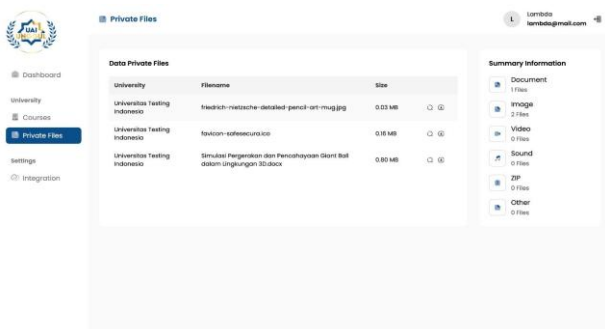 UAI
Private Files
L
Lambda
lambda@mail.com
Dashboard
University
Courses
Private Files
Settings
Integration
Data Private Files
University Filename Size
Universitas Testing
Indonesia
friedrich-nietzsche-detailed-pencil-art-mug.jpg 0.03 MB
Universitas Testing
Indonesia
favicon-safesecura.ico 0.16 MB
Universitas Testing
Indonesia
Simulasi Pergerakan dan Pencahayaan Giant Ball
dalam Lingkungan 3D.docx
0.80 MB
Summary Information
Document
1 Files
Image
2 Files
Video
0 Files
Sound
0 Files
ZIP
0 Files
Other
0 Files